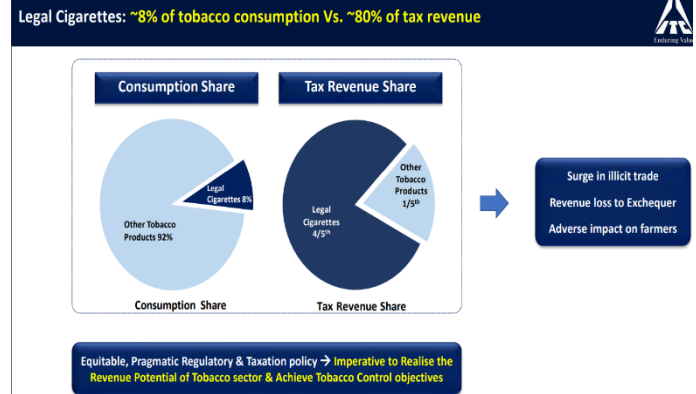 Legal Cigarettes: ~8% of tobacco consumption Vs. ~80% of tax revenue
ITC
Enduring Value
Consumption Share
Tax Revenue Share
Legal
Cigarettes 8%
Other Tobacco
Products 92%
Other
Tobacco
Products
1/5th
Legal
Cigarettes
4/5th
Consumption Share
Tax Revenue Share
Surge in illicit trade
Revenue loss to Exchequer
Adverse impact on farmers
Equitable, Pragmatic Regulatory & Taxation policy → Imperative to Realise the
Revenue Potential of Tobacco sector & Achieve Tobacco Control objectives